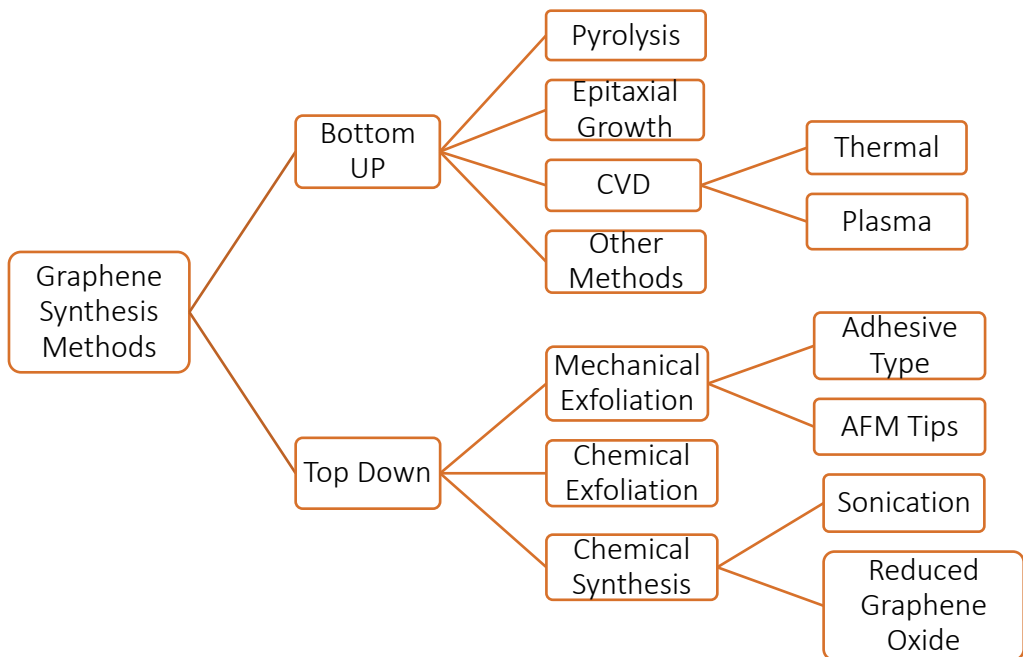 Graphene
Synthesis
Methods
Bottom
UP
Pyrolysis
Epitaxial
Growth
CVD
Thermal
Plasma
Other
Methods
Top Down
Mechanical
Exfoliation
Adhesive
Type
AFM Tips
Chemical
Exfoliation
Chemical
Synthesis
Sonication
Reduced
Graphene
Oxide